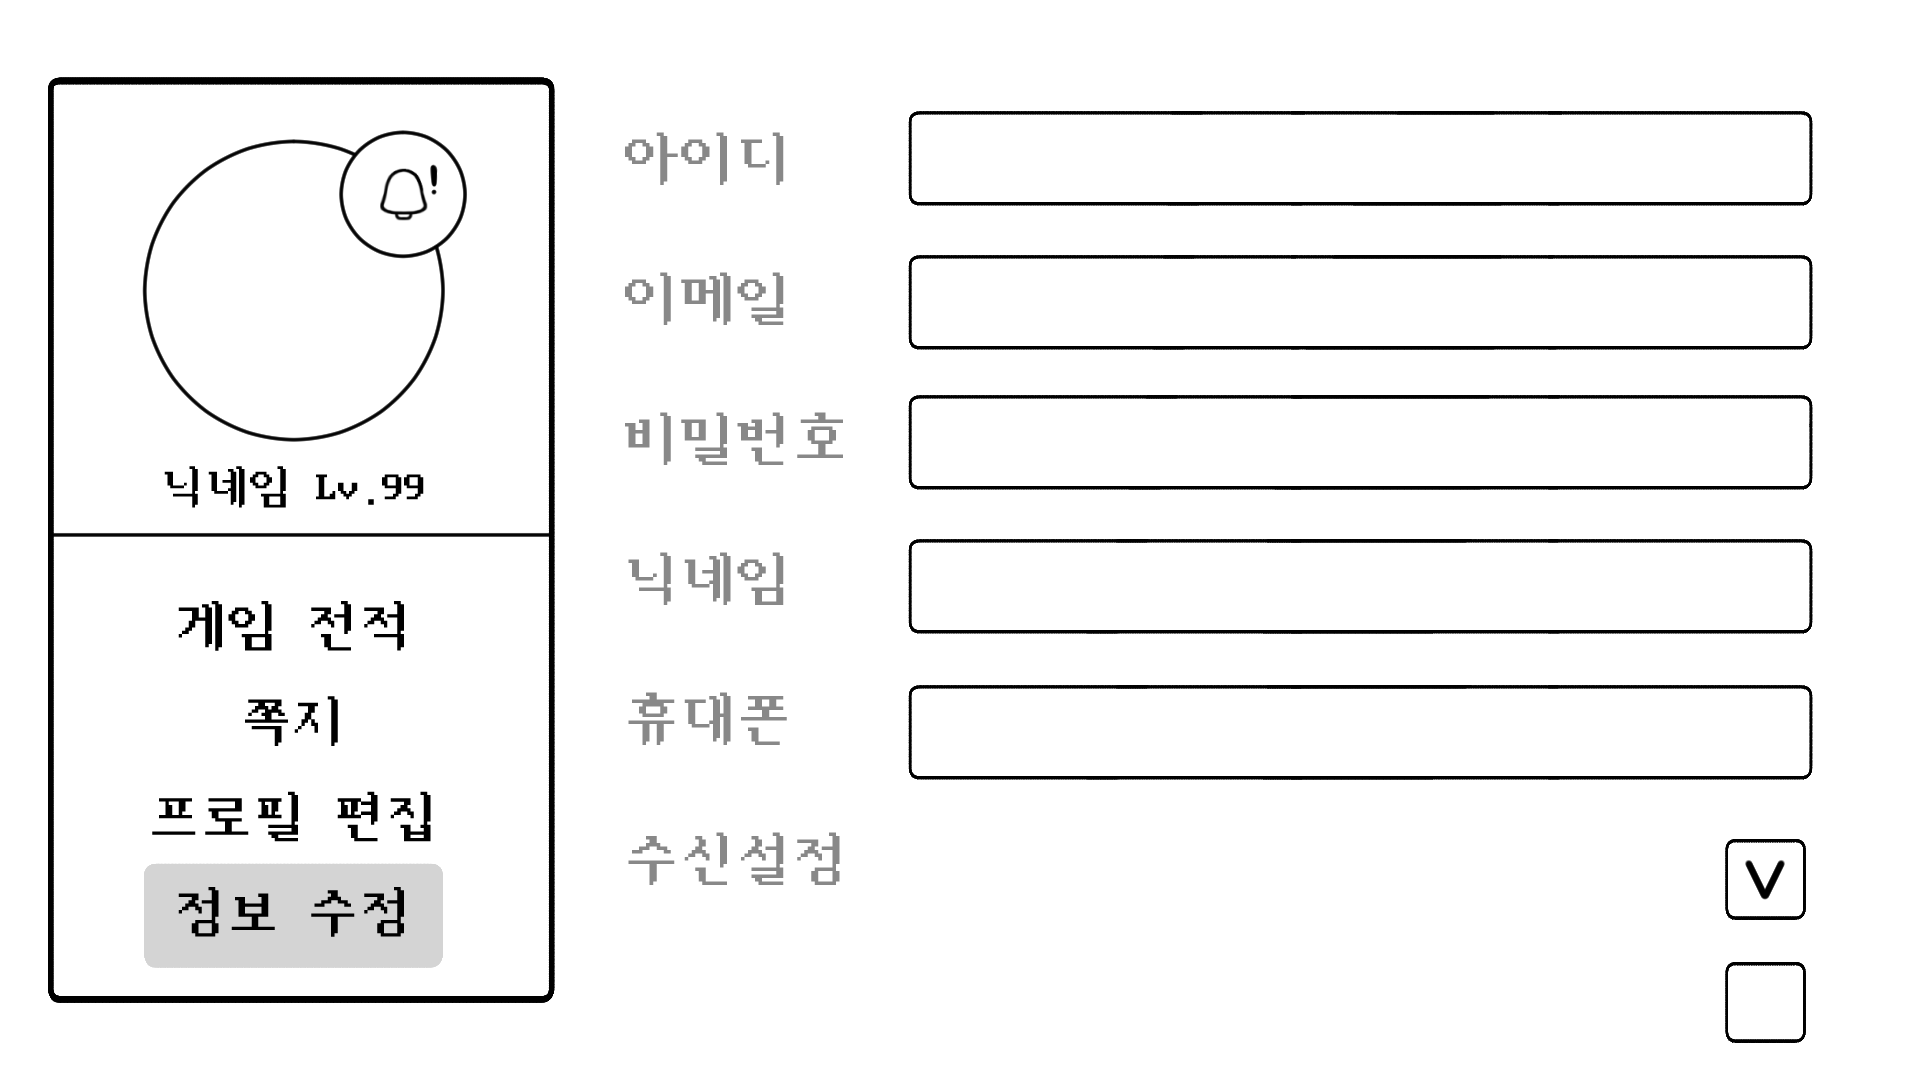 닉네임 Lv.99
게임 전적
쪽지
프로필 편집
정보 수정
아이디
이메일
비밀번호
닉네임
휴대폰
수신설정
V